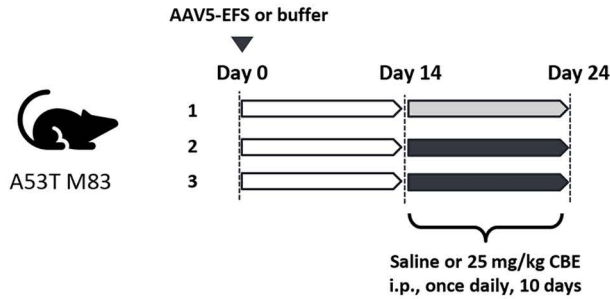 AAV5-EFS or buffer
Day 0 Day 14 Day 24
1
2
3
A53T M83
Saline or 25 mg/kg CBE
i.p., once daily, 10 days